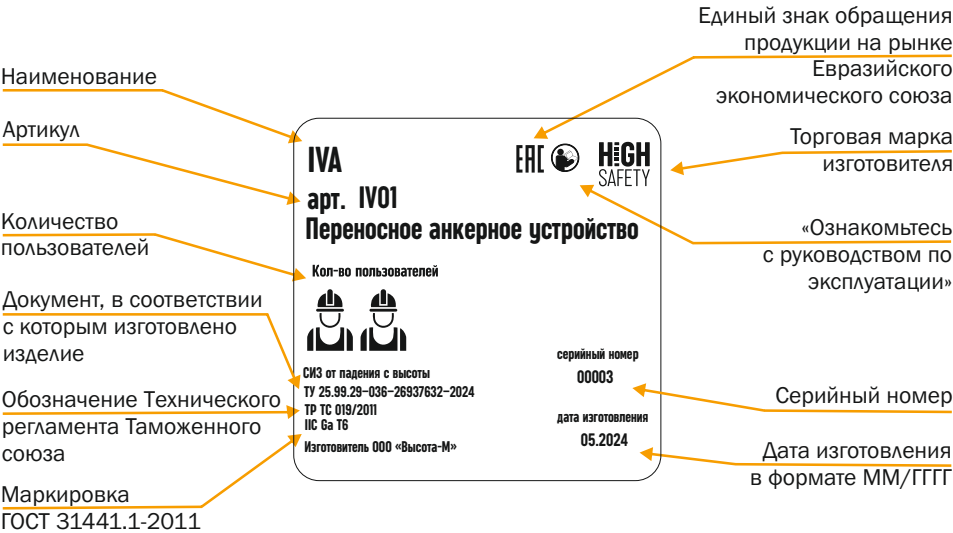 Наименование
Артикул
Количество
пользователей
Документ, в соответствии
с которым изготовлено
изделие
Обозначение Технического
регламента Таможенного
союза
Маркировка
ГОСТ 31441.1-2011
IVA
арт. IV01
Переносное анкерное устройство
Кол-во пользователей
СИЗ от падения с высоты
ТУ 25.99.29-036-26937632-2024
ТР ТС 019/2011
IIC Ga T6
Изготовитель ООО «Высота-М»
EAC
HIGH
SAFETY
серийный номер
00003
дата изготовления
05.2024
Единый знак обращения
продукции на рынке
Евразийского
экономического союза
Торговая марка
изготовителя
«Ознакомьтесь
с руководством по
эксплуатации»
Серийный номер
Дата изготовления
в формате ММ/ГГГГ